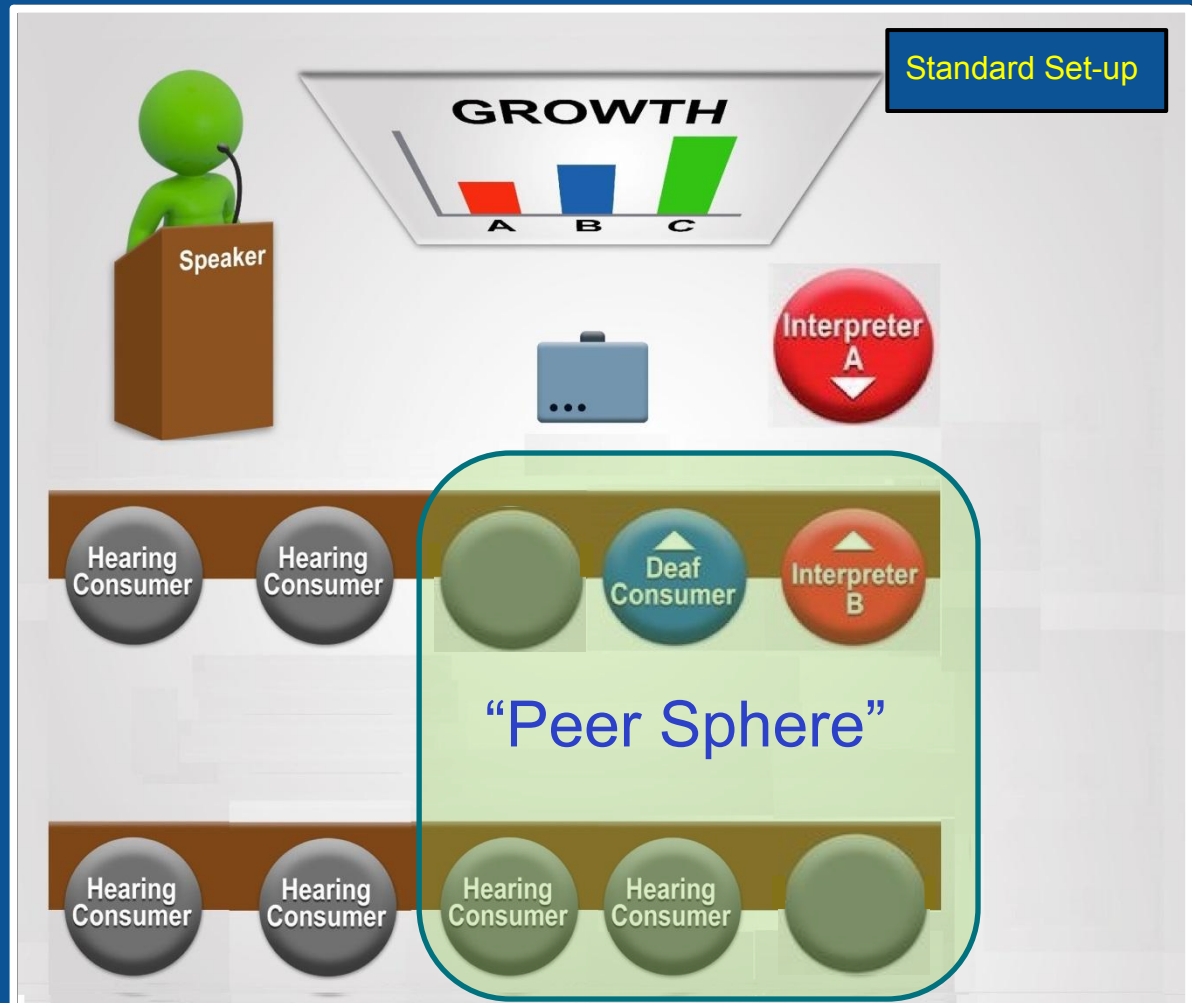 Standard Set-up
GROWTH
A B C
Speaker
Interpreter
A
Hearing
Consumer
Hearing
Consumer
Deaf
Consumer
Interpreter
B
“Peer Sphere”
Hearing
Consumer
Hearing
Consumer
Hearing
Consumer
Hearing
Consumer